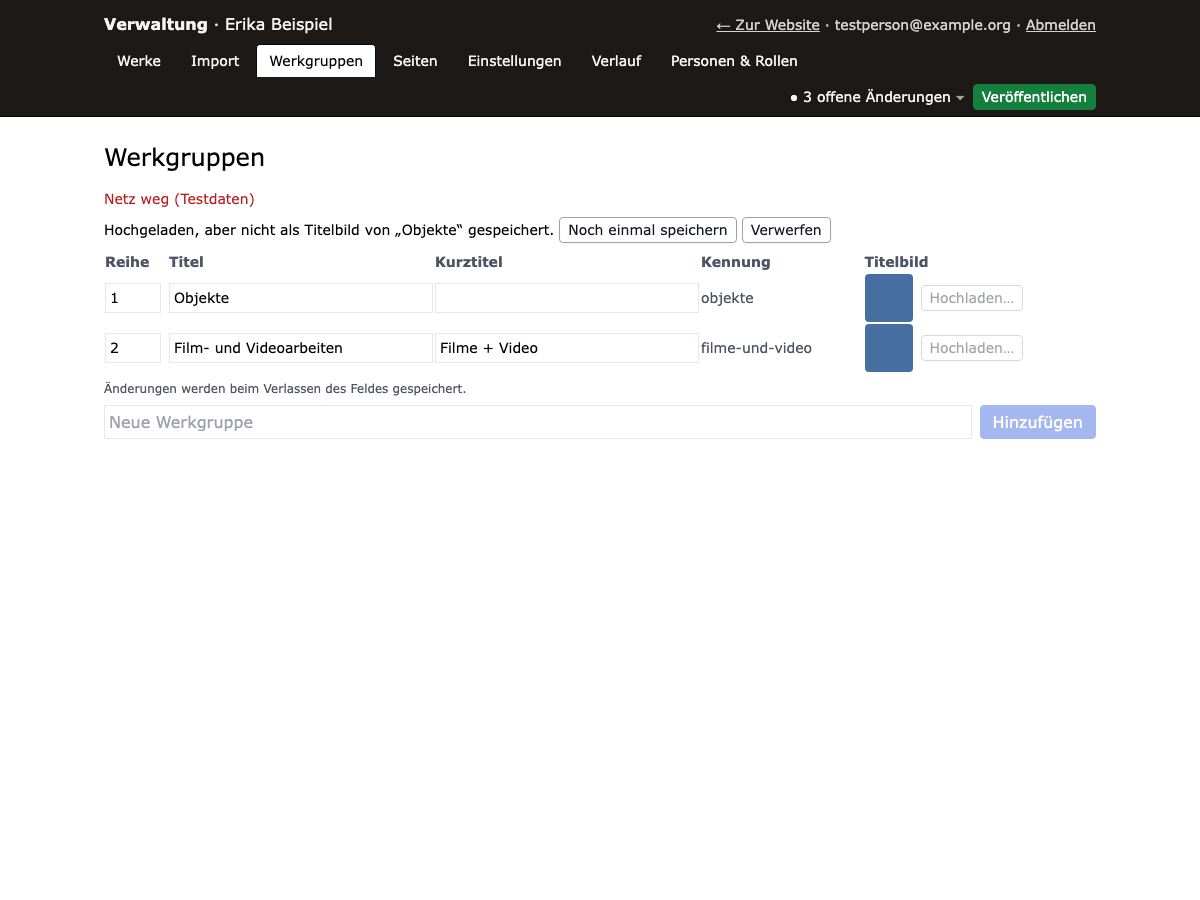 Verwaltung · Erika Beispiel
← Zur Website · testperson@example.org · Abmelden
Werke Import Werkgruppen Seiten Einstellungen Verlauf Personen & Rollen
● 3 offene Änderungen Veröffentlichen
Werkgruppen
Netz weg (Testdaten)
Hochgeladen, aber nicht als Titelbild von „Objekte“ gespeichert. Noch einmal speichern Verwerfen
Reihe Titel Kurztitel Kennung Titelbild
1 Objekte objekte Hochladen…
2 Film- und Videoarbeiten Filme + Video filme-und-video Hochladen…
Änderungen werden beim Verlassen des Feldes gespeichert.
Neue Werkgruppe Hinzufügen